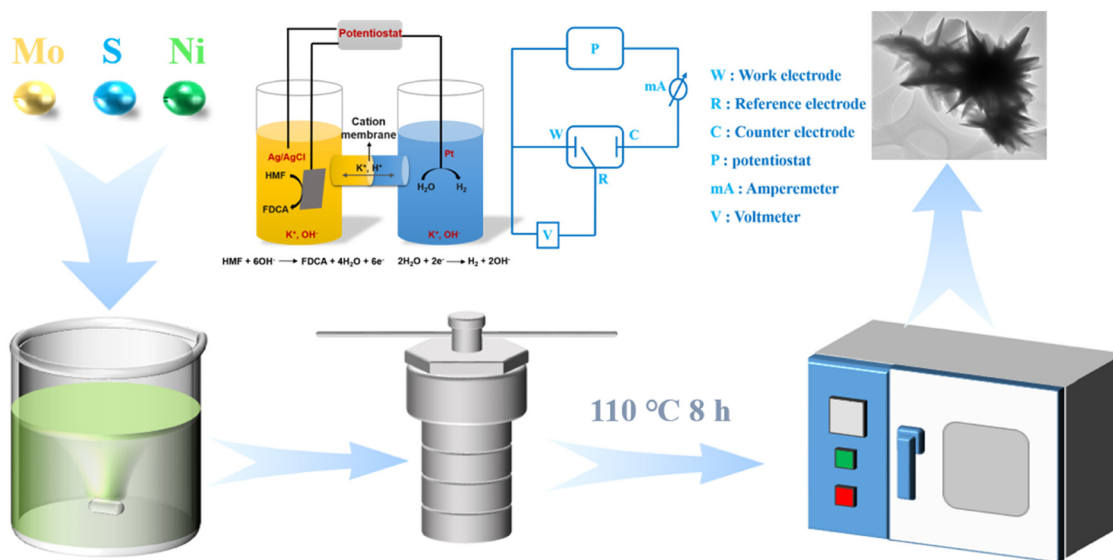 Mo S Ni
Potentiostat
Cation
membrane
Ag/AgCl
HMF
FDCA
K⁺, H⁺
Pt
H₂O H₂
K⁺, OH⁻
K⁺, OH⁻
HMF + 6OH⁻ → FDCA + 4H₂O + 6e⁻
2H₂O + 2e⁻ → H₂ + 2OH⁻
P
mA
W
C
R
V
W : Work electrode
R : Reference electrode
C : Counter electrode
P : potentiostat
mA : Amperemeter
V : Voltmeter
110 °C 8 h